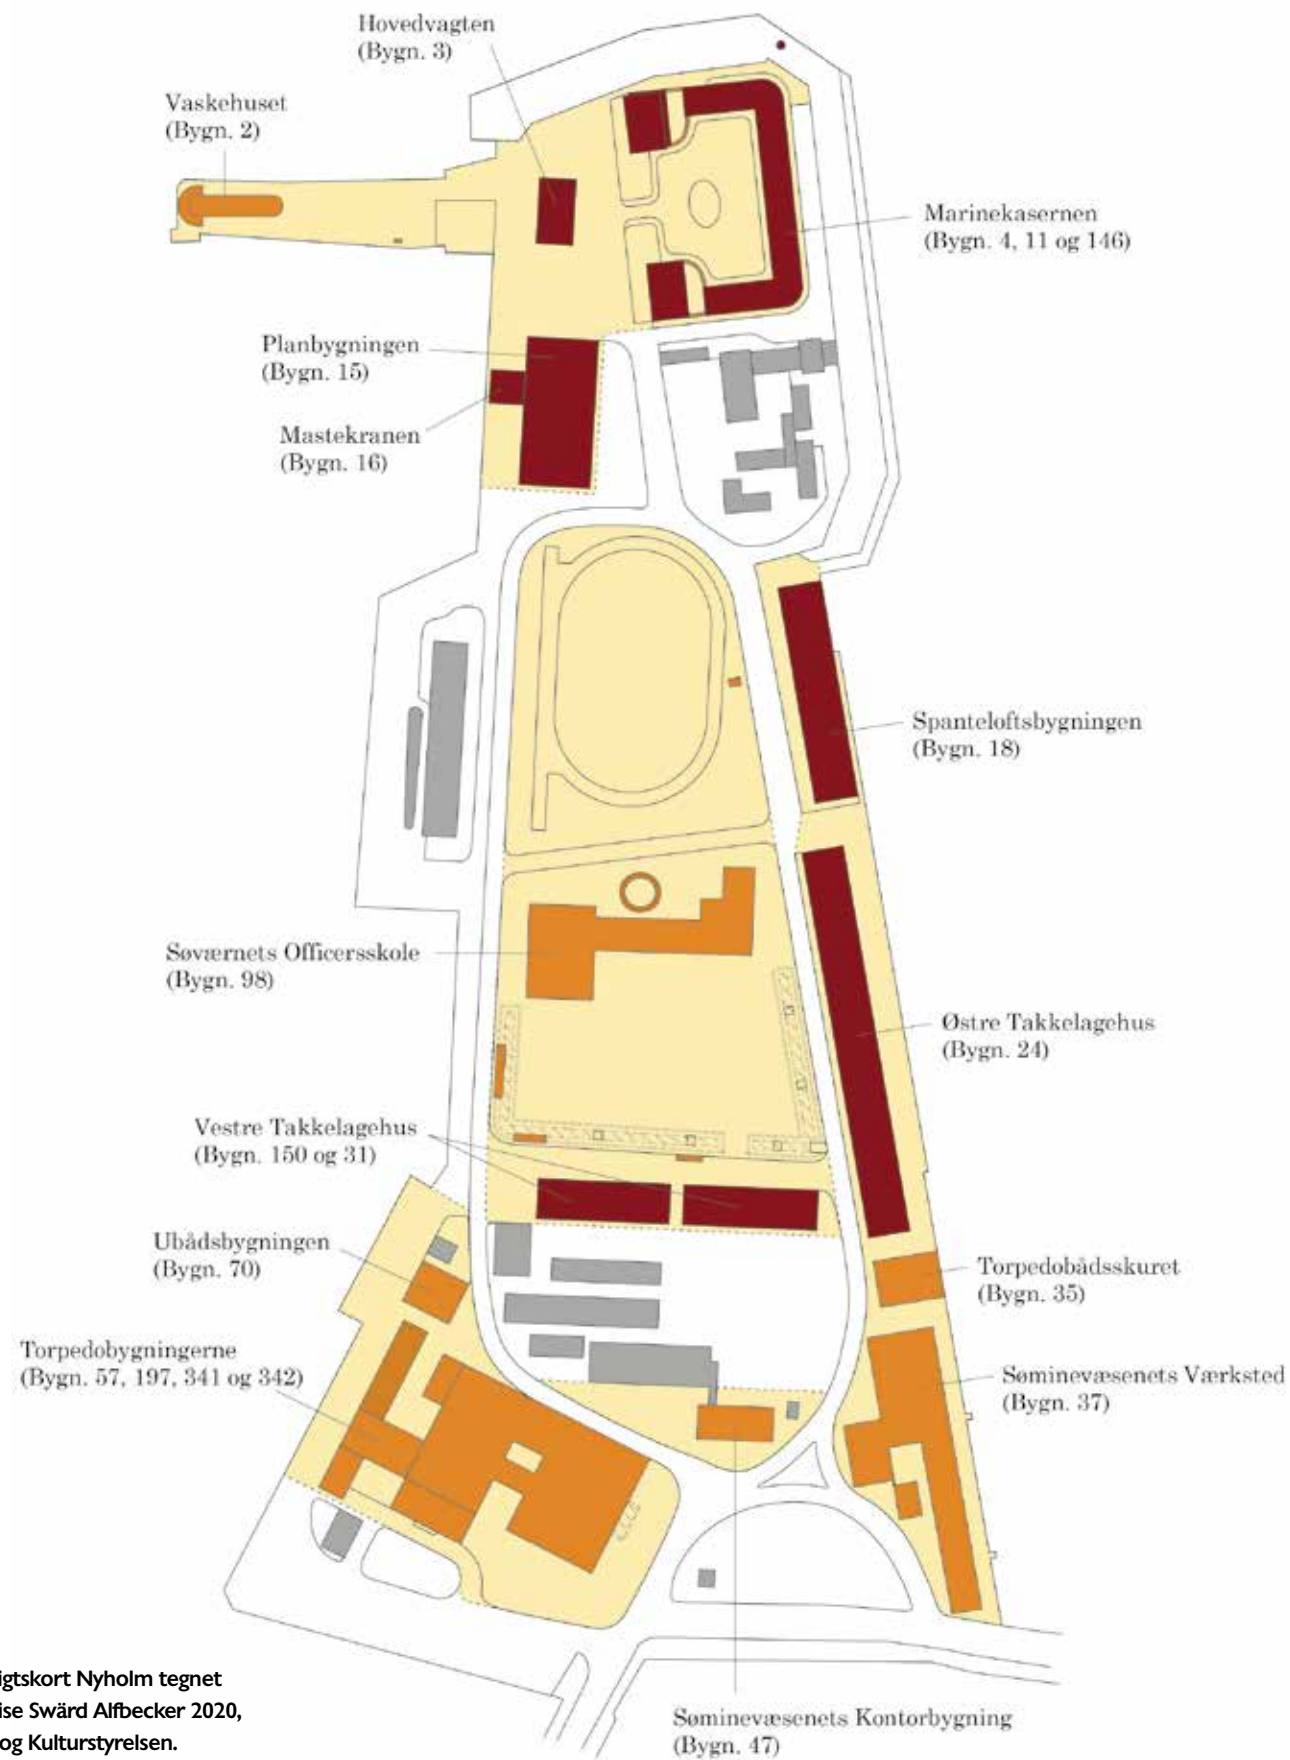 Hovedvagten
(Bygn. 3)
Vaskehuset
(Bygn. 2)
Marinekasernen
(Bygn. 4, 11 og 146)
Planbygningen
(Bygn. 15)
Mastekranen
(Bygn. 16)
Spanteloftsbygningen
(Bygn. 18)
Søværnets Officersskole
(Bygn. 98)
Østre Takkelagehus
(Bygn. 24)
Vestre Takkelagehus
(Bygn. 150 og 31)
Ubådsbygningen
(Bygn. 70)
Torpedobådsskuret
(Bygn. 35)
Torpedobygningerne
(Bygn. 57, 197, 341 og 342)
Søminevæsenets Værksted
(Bygn. 37)
igtskort Nyholm tegnet
ise Swärd Alfbecker 2020,
og Kulturstyrelsen.
Søminevæsenets Kontorbygning
(Bygn. 47)